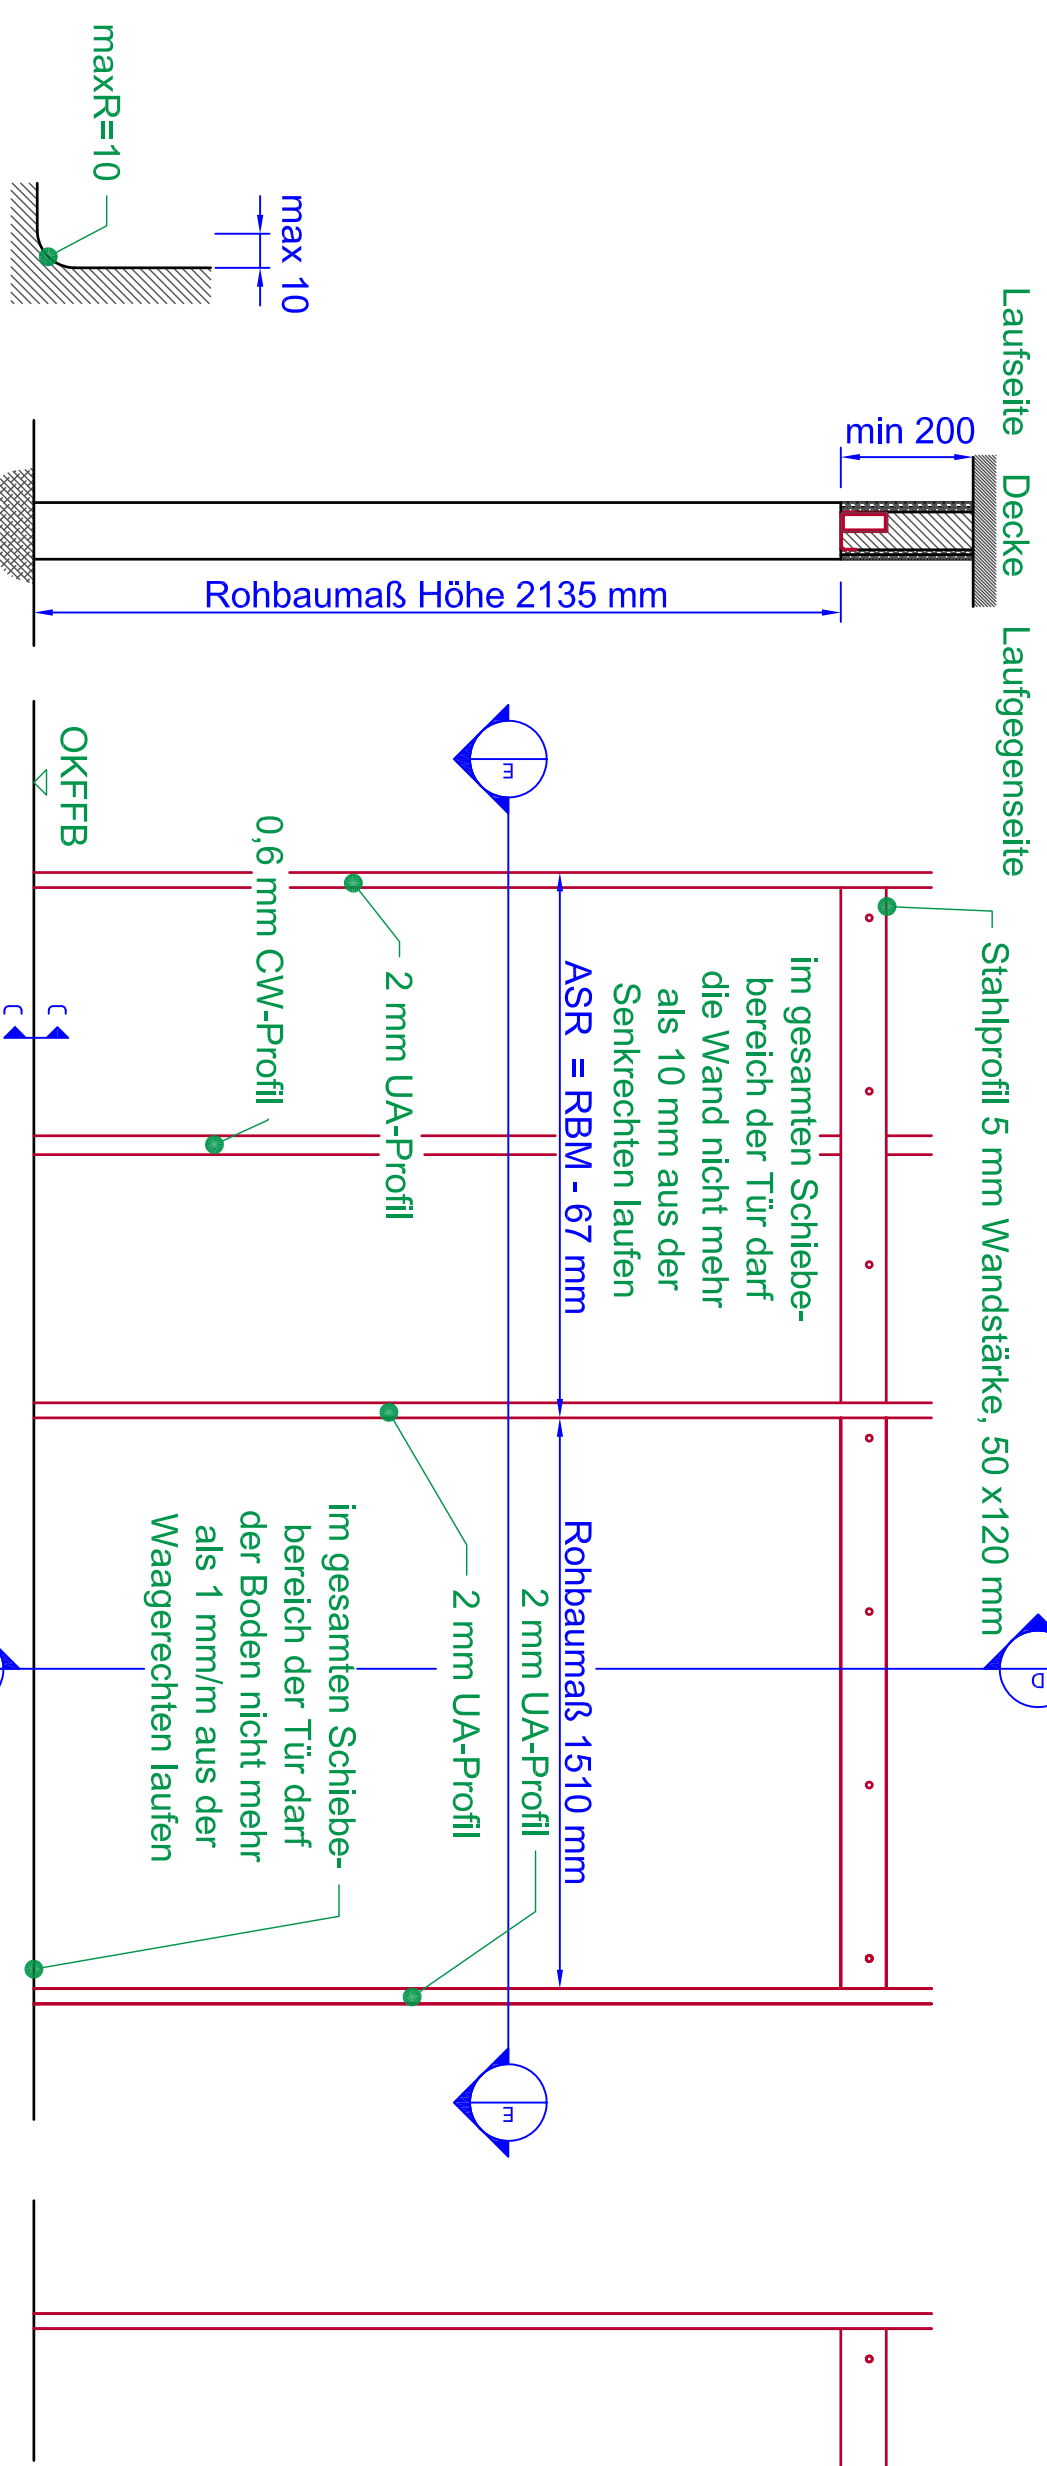 maxR=10
max 10
Laufseite
Decke
Laufgegenseite
min 200
Rohbaumaß Höhe 2135 mm
OKFFB
E
Stahlprofil 5 mm Wandstärke, 50 x120 mm
im gesamten Schiebe-
bereich der Tür darf
die Wand nicht mehr
als 10 mm aus der
Senkrechten laufen
ASR = RBM - 67 mm
2 mm UA-Profil
0,6 mm CW-Profil
C
C
D
Rohbaumaß 1510 mm
2 mm UA-Profil
2 mm UA-Profil
im gesamten Schiebe-
bereich der Tür darf
der Boden nicht mehr
als 1 mm/m aus der
Waagerechten laufen
E